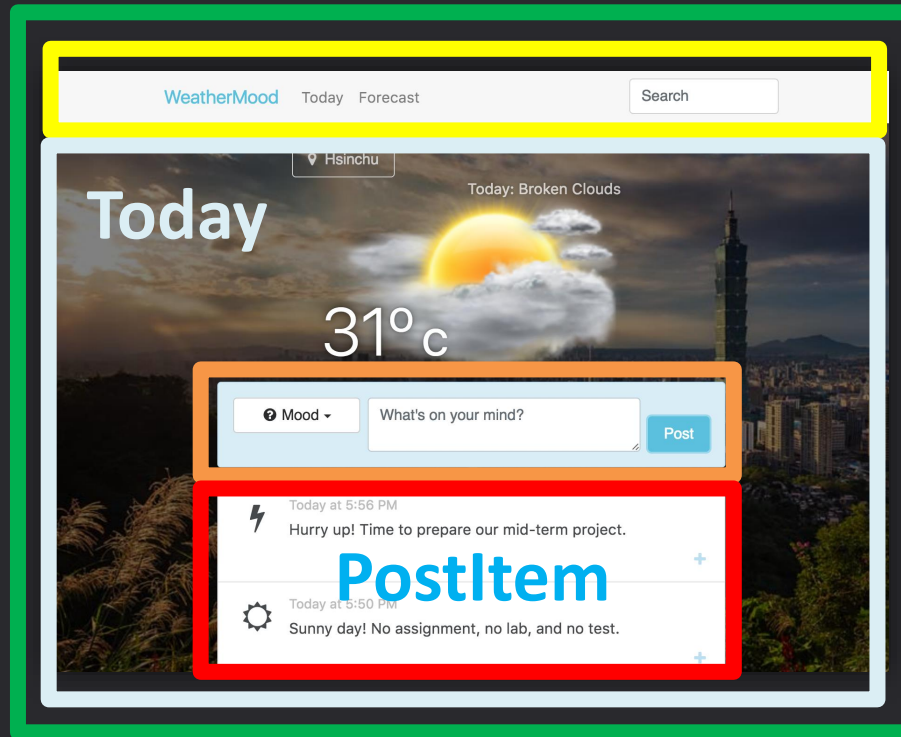 WeatherMood Today Forecast Search
Hsinchu
Today: Broken Clouds
Today
31° c
Mood What's on your mind?
Post
Today at 5:56 PM
Hurry up! Time to prepare our mid-term project.
PostItem
Today at 5:50 PM
Sunny day! No assignment, no lab, and no test.